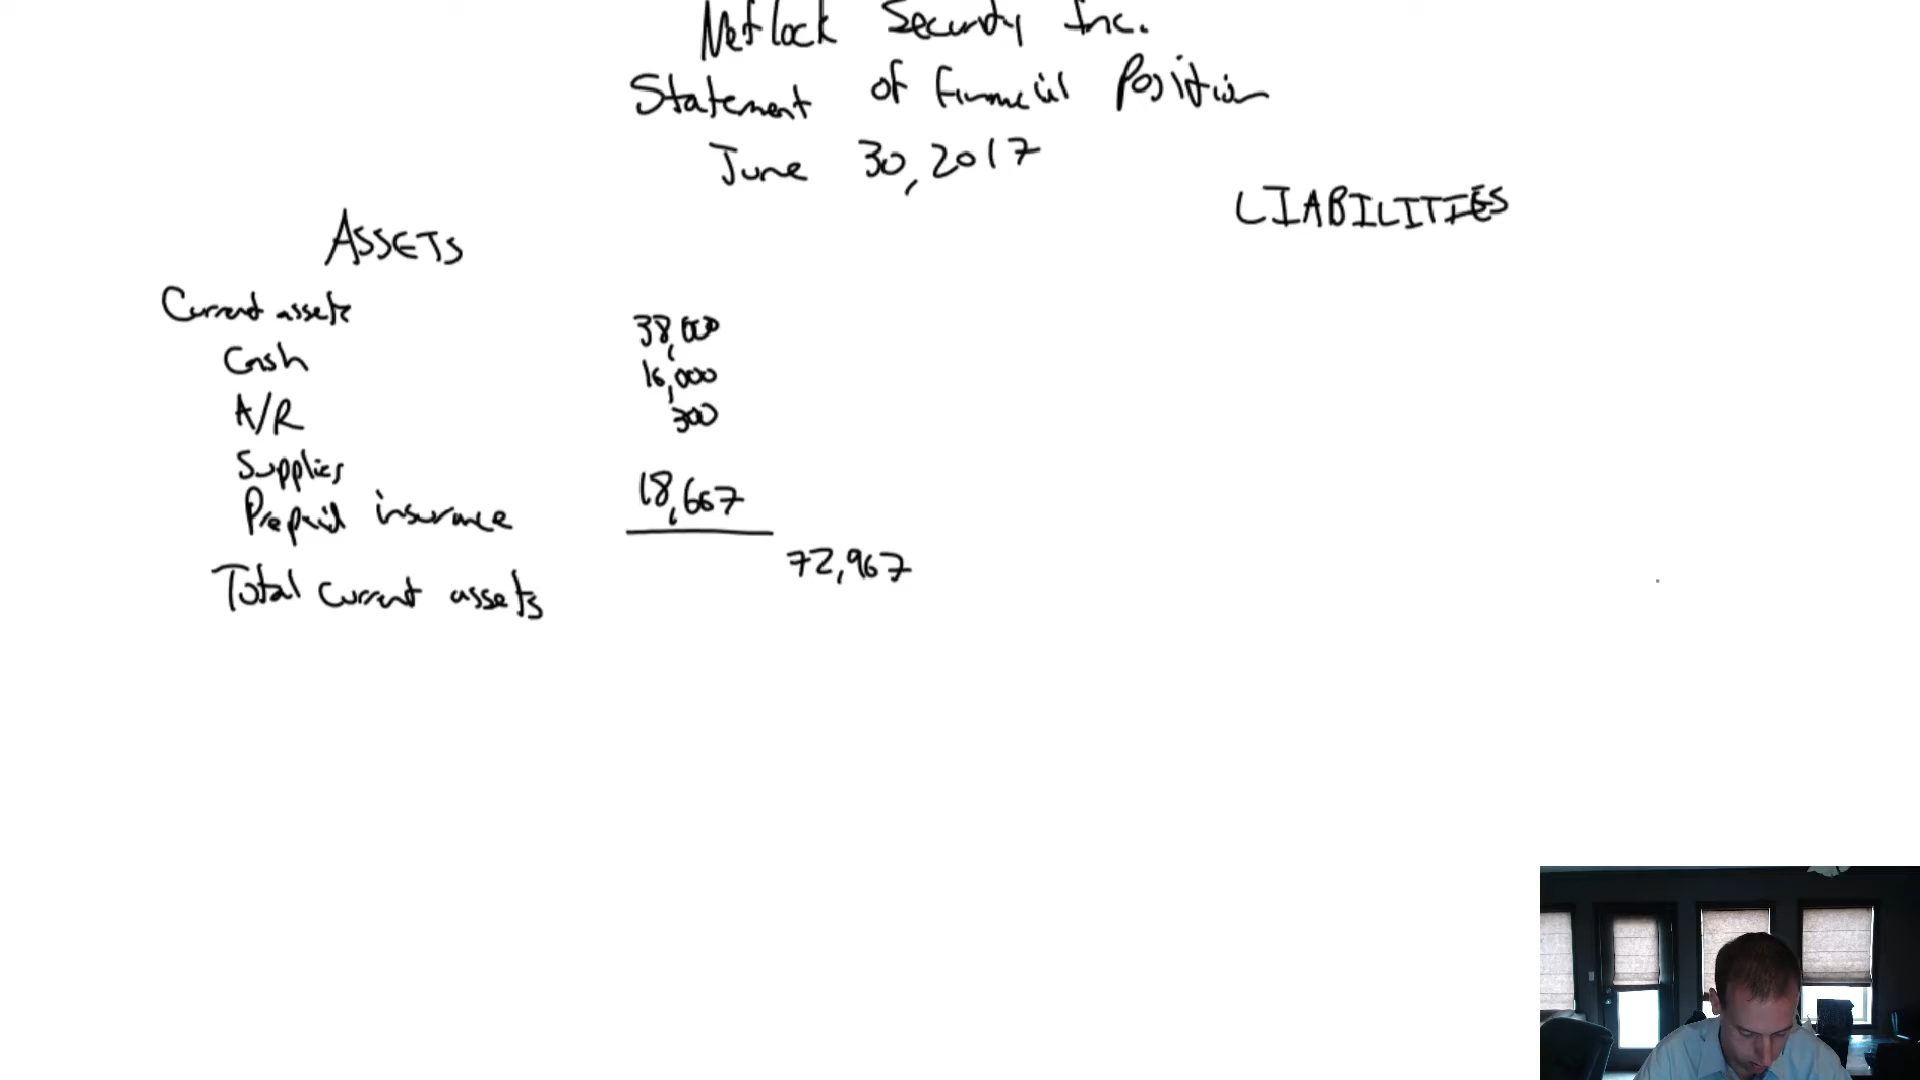 Netlock Security Inc.
Statement of Financial Position
June 30, 2017
ASSETS
Current assets
Cash 38,000
A/R 16,000
Supplies 300
Prepaid insurance 18,667
Total current assets 72,967
LIABILITIES